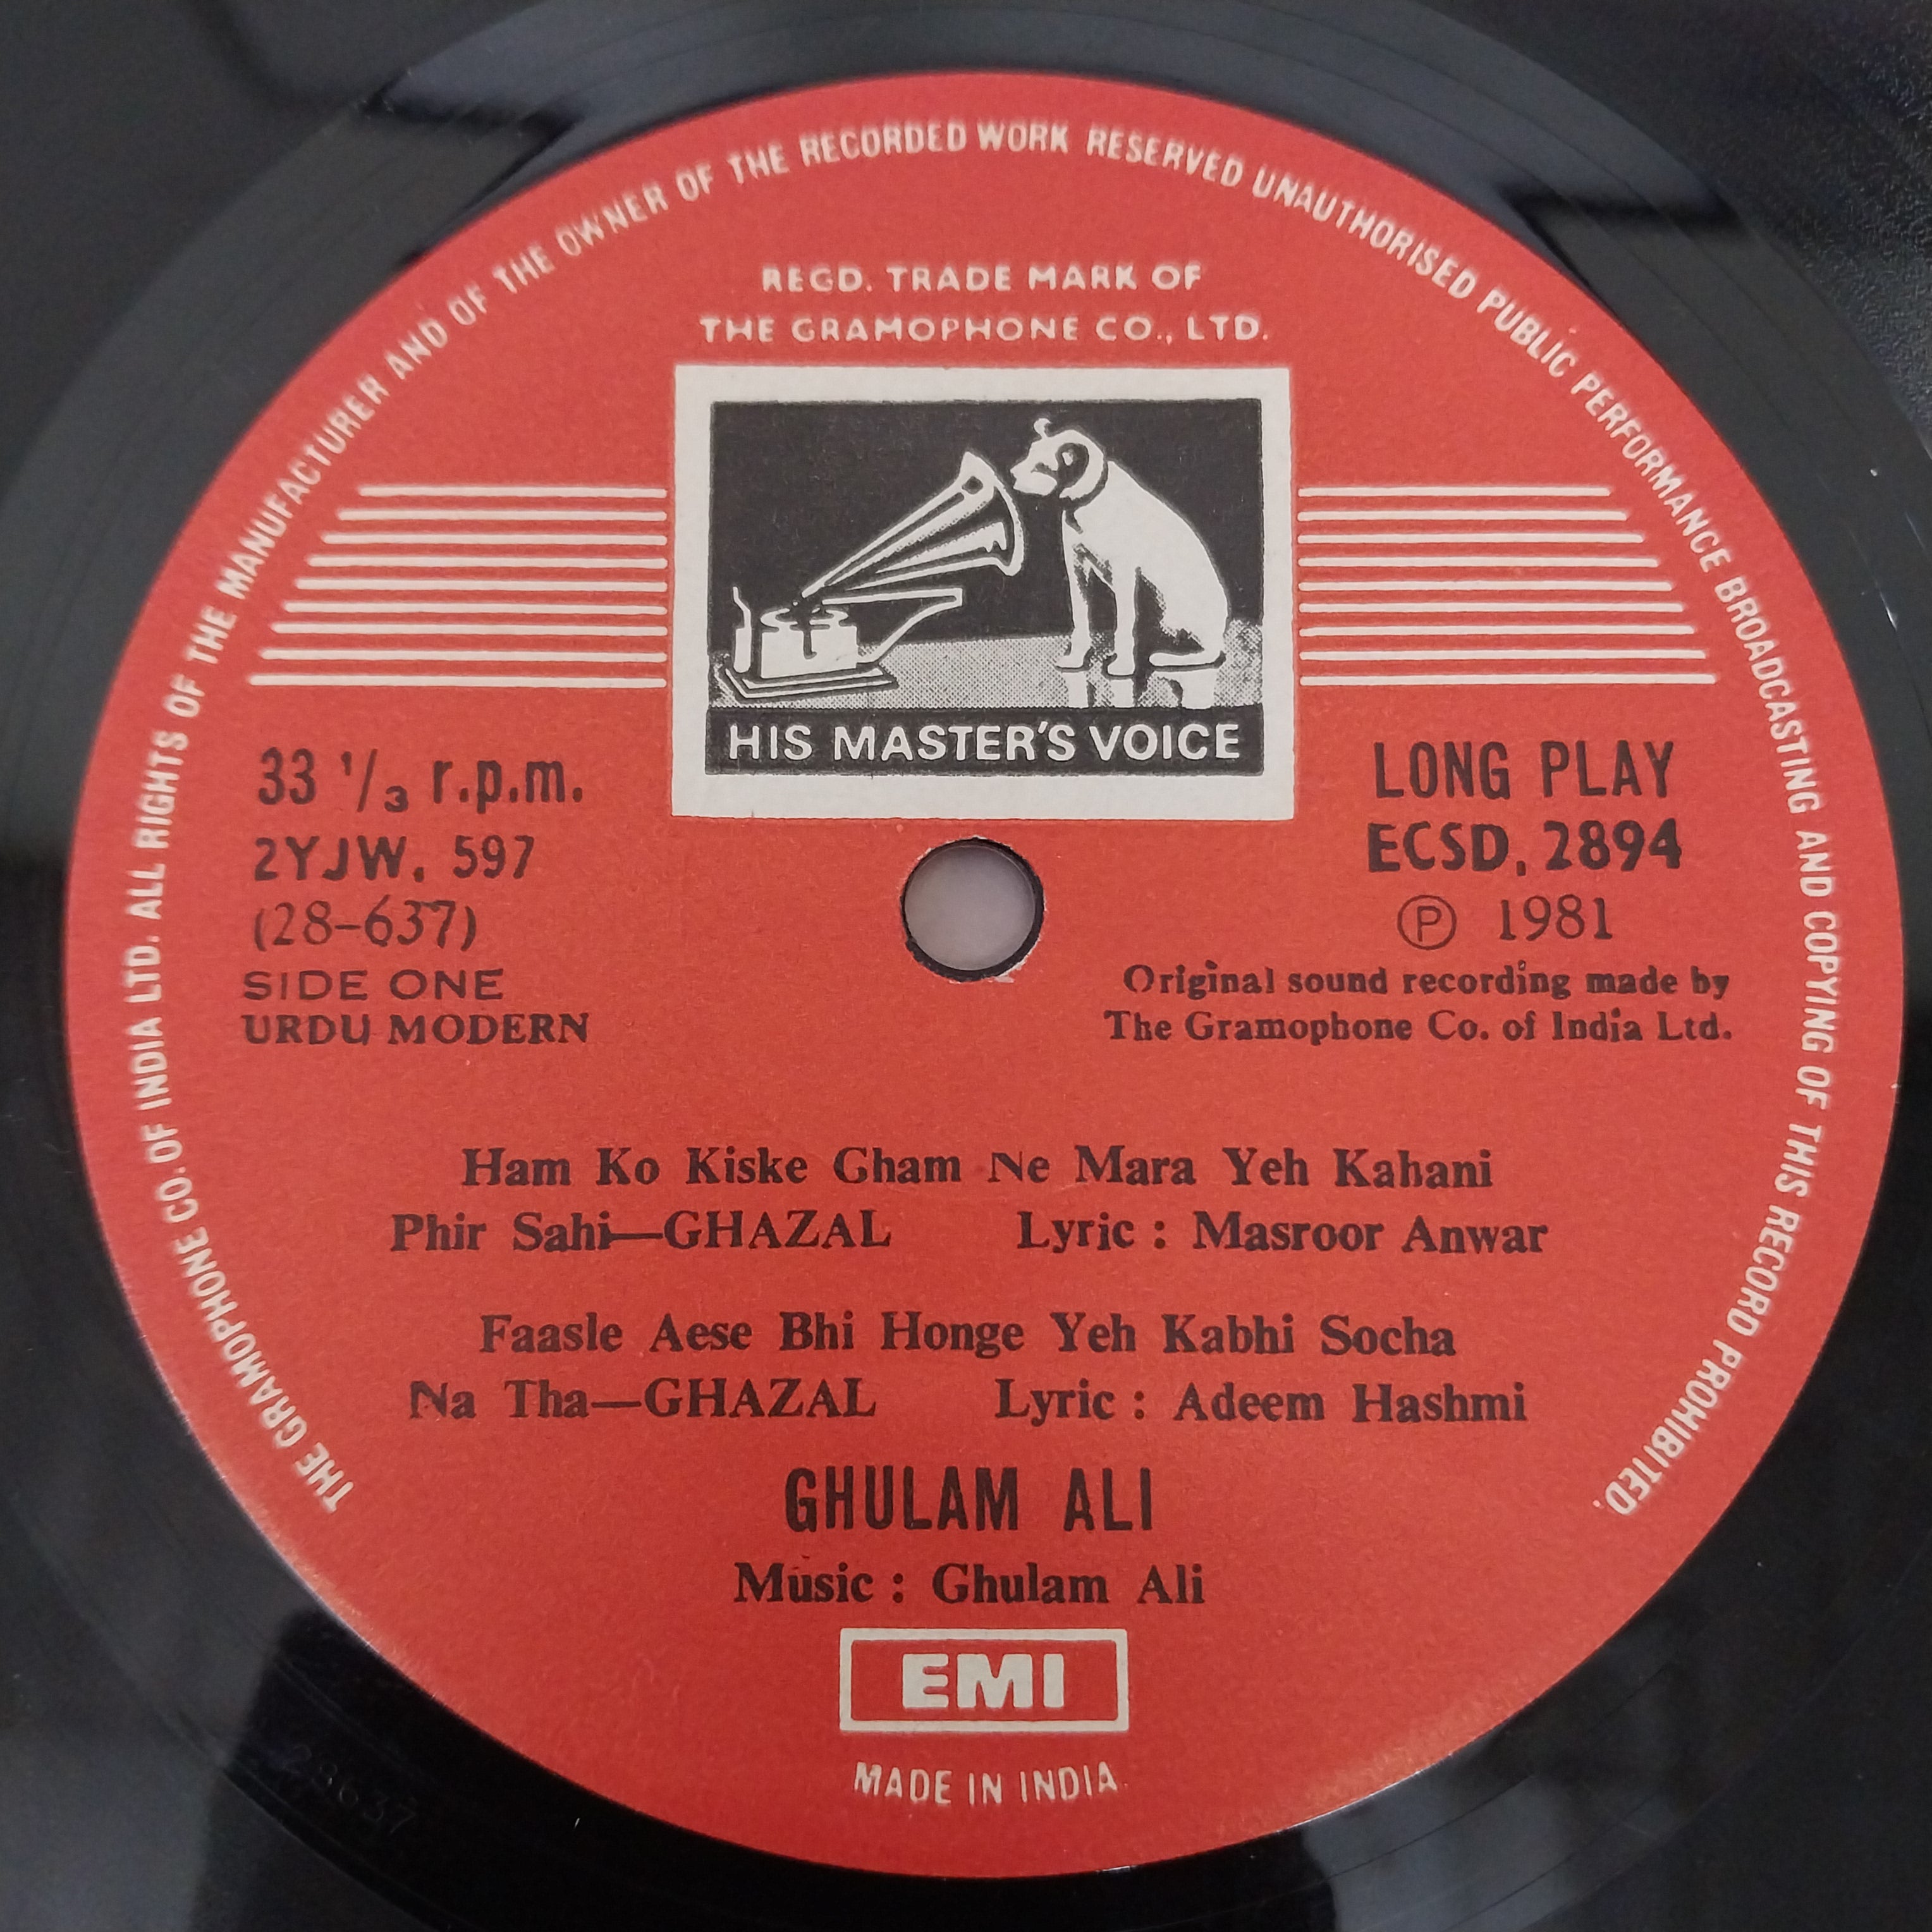 THE GRAMOPHONE CO. OF INDIA LTD. ALL RIGHTS OF THE MANUFACTURER AND OF THE OWNER OF THE RECORDED WORK RESERVED UNAUTHORISED PUBLIC PERFORMANCE BROADCASTING AND COPYING OF THIS RECORD PROHIBITED.
REGD. TRADE MARK OF
THE GRAMOPHONE CO., LTD.
HIS MASTER'S VOICE
33 1/3 r.p.m.
2YJW. 597
(28-637)
SIDE ONE
URDU MODERN
LONG PLAY
ECSD. 2894
Ⓟ 1981
Original sound recording made by
The Gramophone Co. of India Ltd.
Ham Ko Kiske Gham Ne Mara Yeh Kahani
Phir Sahi—GHAZAL Lyric : Masroor Anwar
Faasle Aese Bhi Honge Yeh Kabhi Socha
Na Tha—GHAZAL Lyric : Adeem Hashmi
GHULAM ALI
Music : Ghulam Ali
EMI
MADE IN INDIA
28637